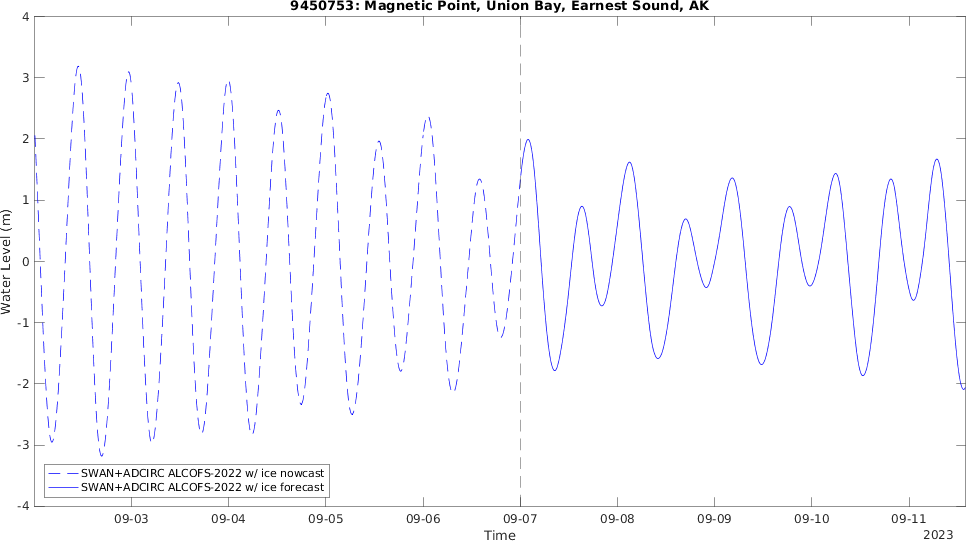 9450753: Magnetic Point, Union Bay, Earnest Sound, AK
4
3
2
1
0
-1
-2
-3
-4
Water Level (m)
SWAN+ADCIRC ALCOFS-2022 w/ ice nowcast
SWAN+ADCIRC ALCOFS-2022 w/ ice forecast
09-03 09-04 09-05 09-06 09-07 09-08 09-09 09-10 09-11
Time
2023